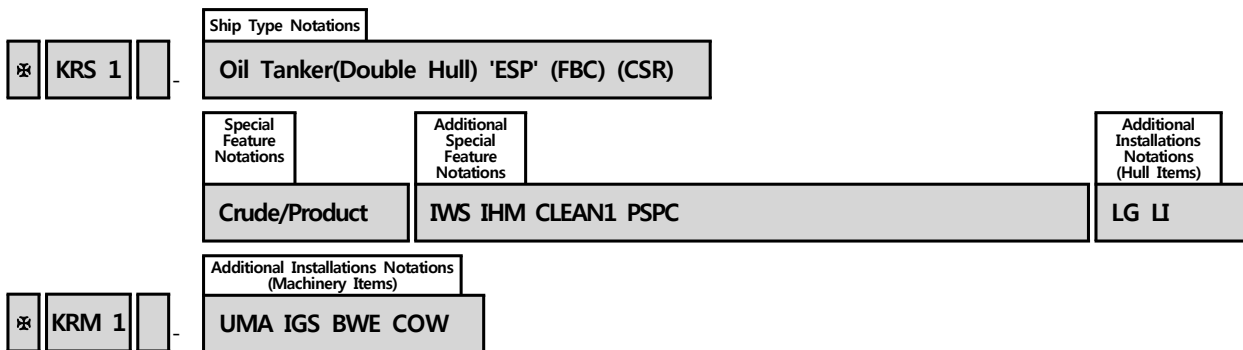 Ship Type Notations
✠ KRS 1 - Oil Tanker(Double Hull) 'ESP' (FBC) (CSR)
Special
Feature
Notations
Additional
Special
Feature
Notations
Additional
Installations
Notations
(Hull Items)
Crude/Product
IWS IHM CLEAN1 PSPC
LG LI
Additional Installations Notations
(Machinery Items)
✠ KRM 1 - UMA IGS BWE COW